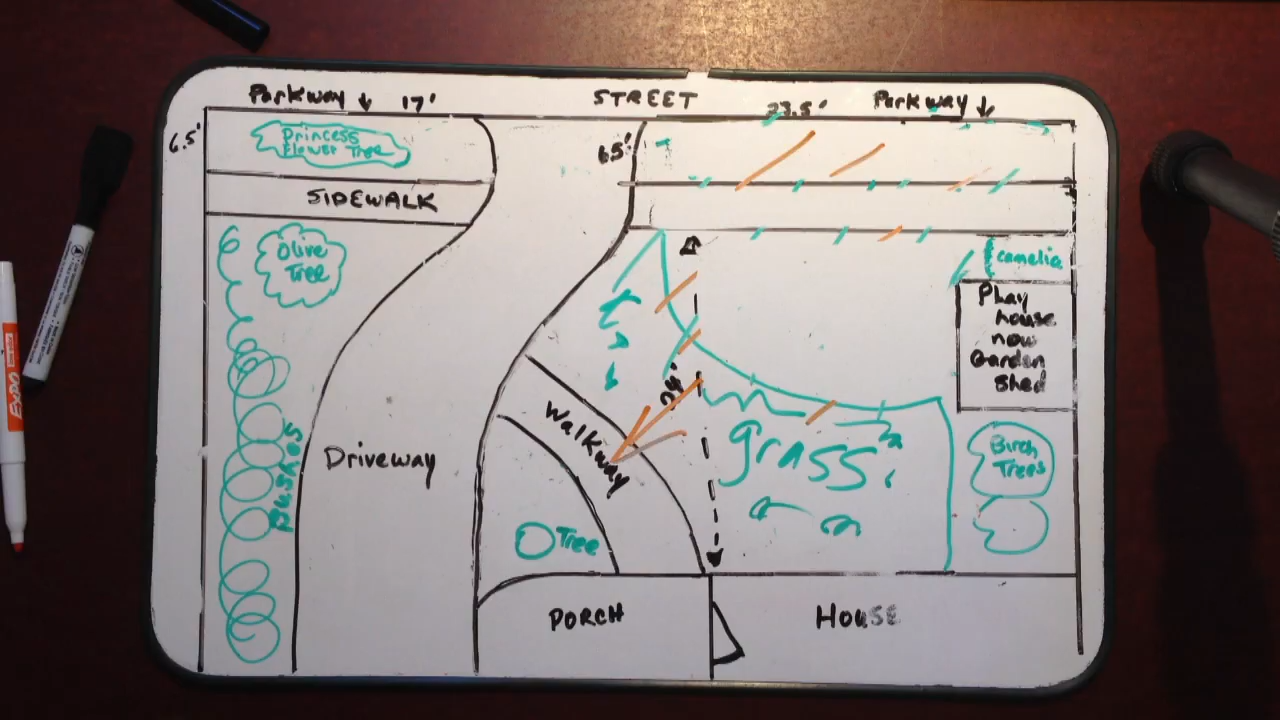 Parkway ↓ 17' STREET 23.5' Parkway ↓
6.5'
Princess
Flower Tree
65'
SIDEWALK
Olive
Tree
Camelia
Play
house
now
Garden
Shed
24'
Walkway
grass
Driveway
Bushes
Birch
Trees
Tree
PORCH
HOUSE
EXPO